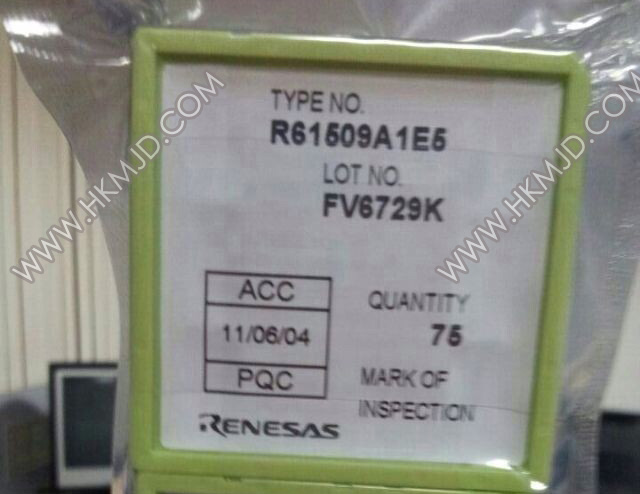 TYPE NO.
R61509A1E5
LOT NO.
FV6729K
ACC
11/06/04
PQC
QUANTITY
75
MARK OF
INSPECTION
RENESAS
WWW.HKMJD.COM
WWW.HKMJD.COM